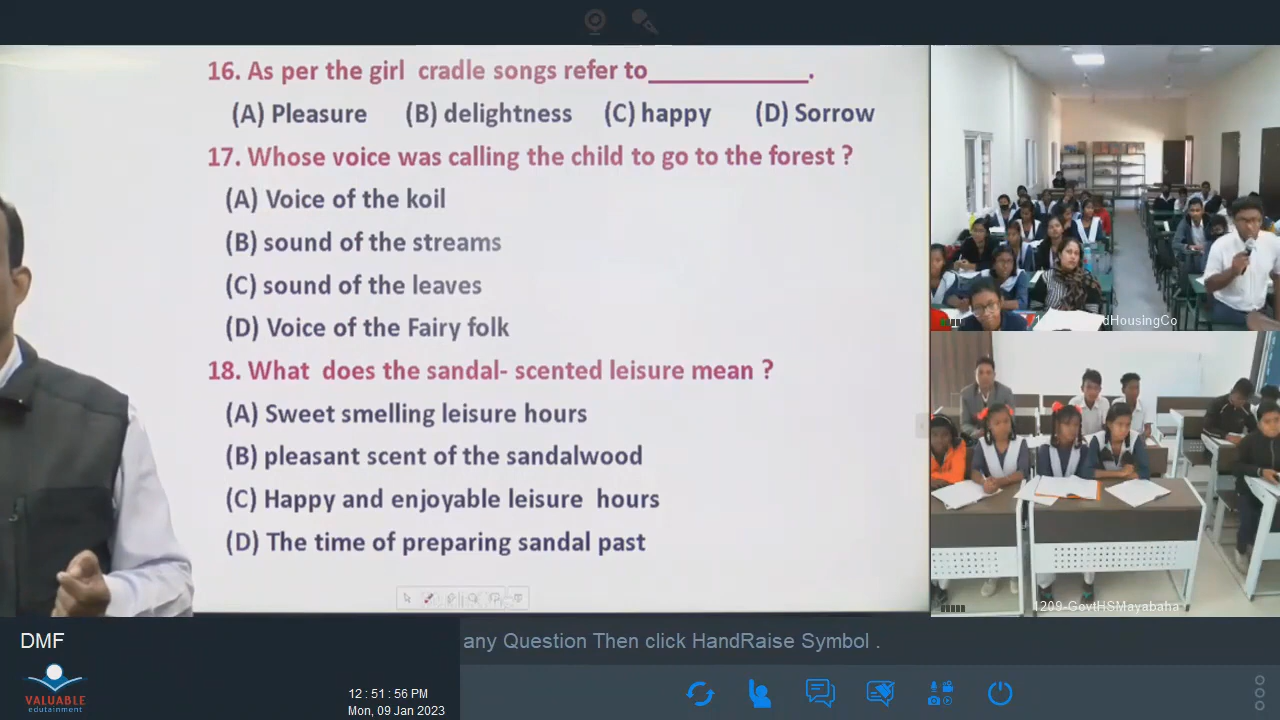 16. As per the girl cradle songs refer to___________.
(A) Pleasure (B) delightness (C) happy (D) Sorrow
17. Whose voice was calling the child to go to the forest ?
(A) Voice of the koil
(B) sound of the streams
(C) sound of the leaves
(D) Voice of the Fairy folk
18. What does the sandal- scented leisure mean ?
(A) Sweet smelling leisure hours
(B) pleasant scent of the sandalwood
(C) Happy and enjoyable leisure hours
(D) The time of preparing sandal past
dHousingCo
1209-GovtHSMayabaha
DMF
any Question Then click HandRaise Symbol .
VALUABLE
edutainment
12 : 51 : 56 PM
Mon, 09 Jan 2023